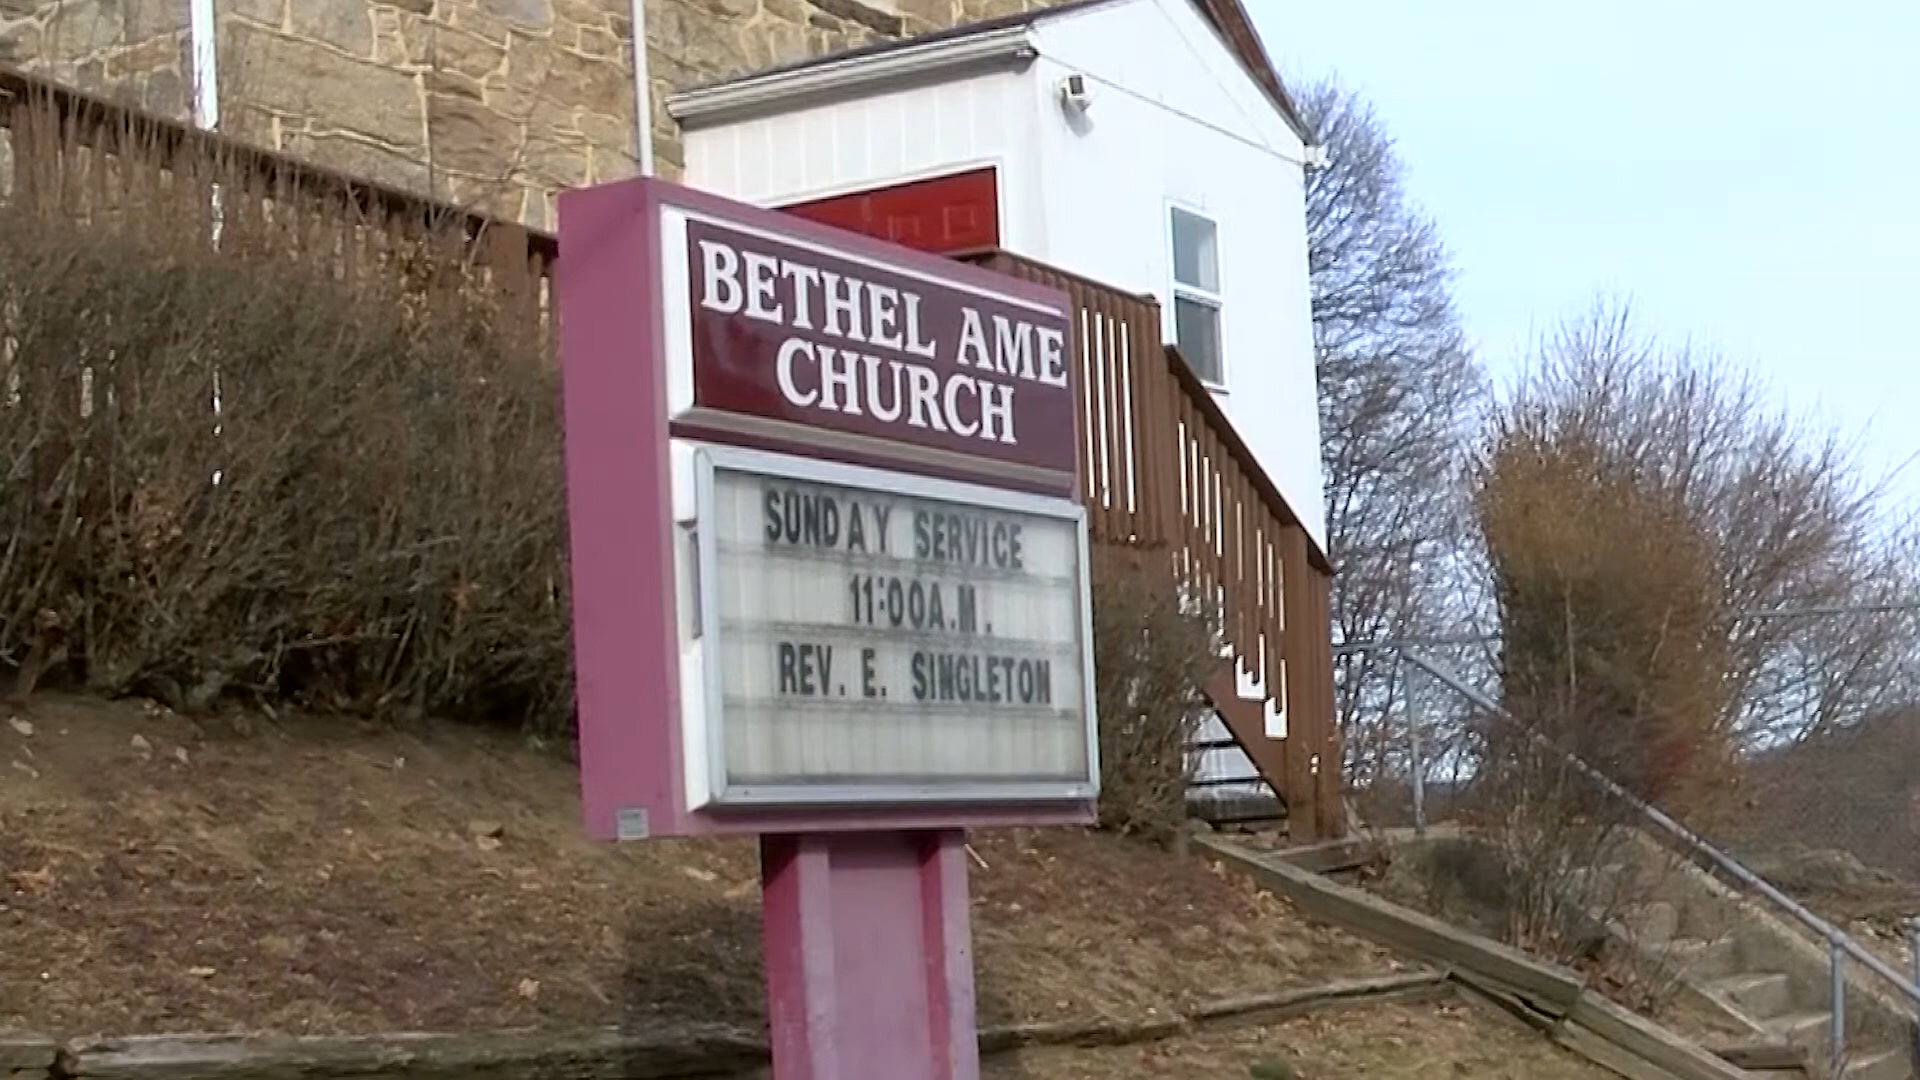 BETHEL AME
CHURCH
SUNDAY SERVICE
11:00A.M.
REV. E. SINGLETON